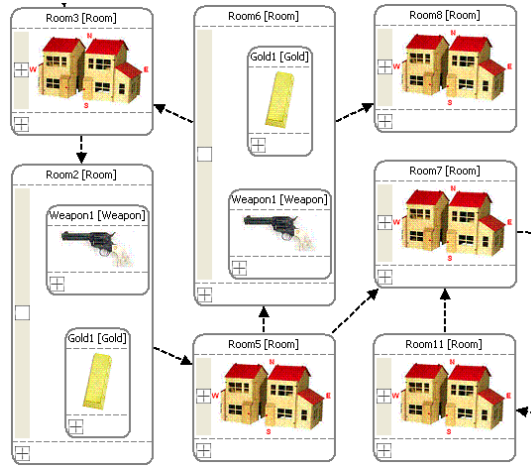 Room3 [Room]
N
W
E
S
Room6 [Room]
Gold1 [Gold]
Weapon1 [Weapon]
Room8 [Room]
N
W
E
S
Room2 [Room]
Weapon1 [Weapon]
Gold1 [Gold]
Room7 [Room]
N
W
E
S
Room5 [Room]
N
W
E
S
Room11 [Room]
N
W
E
S